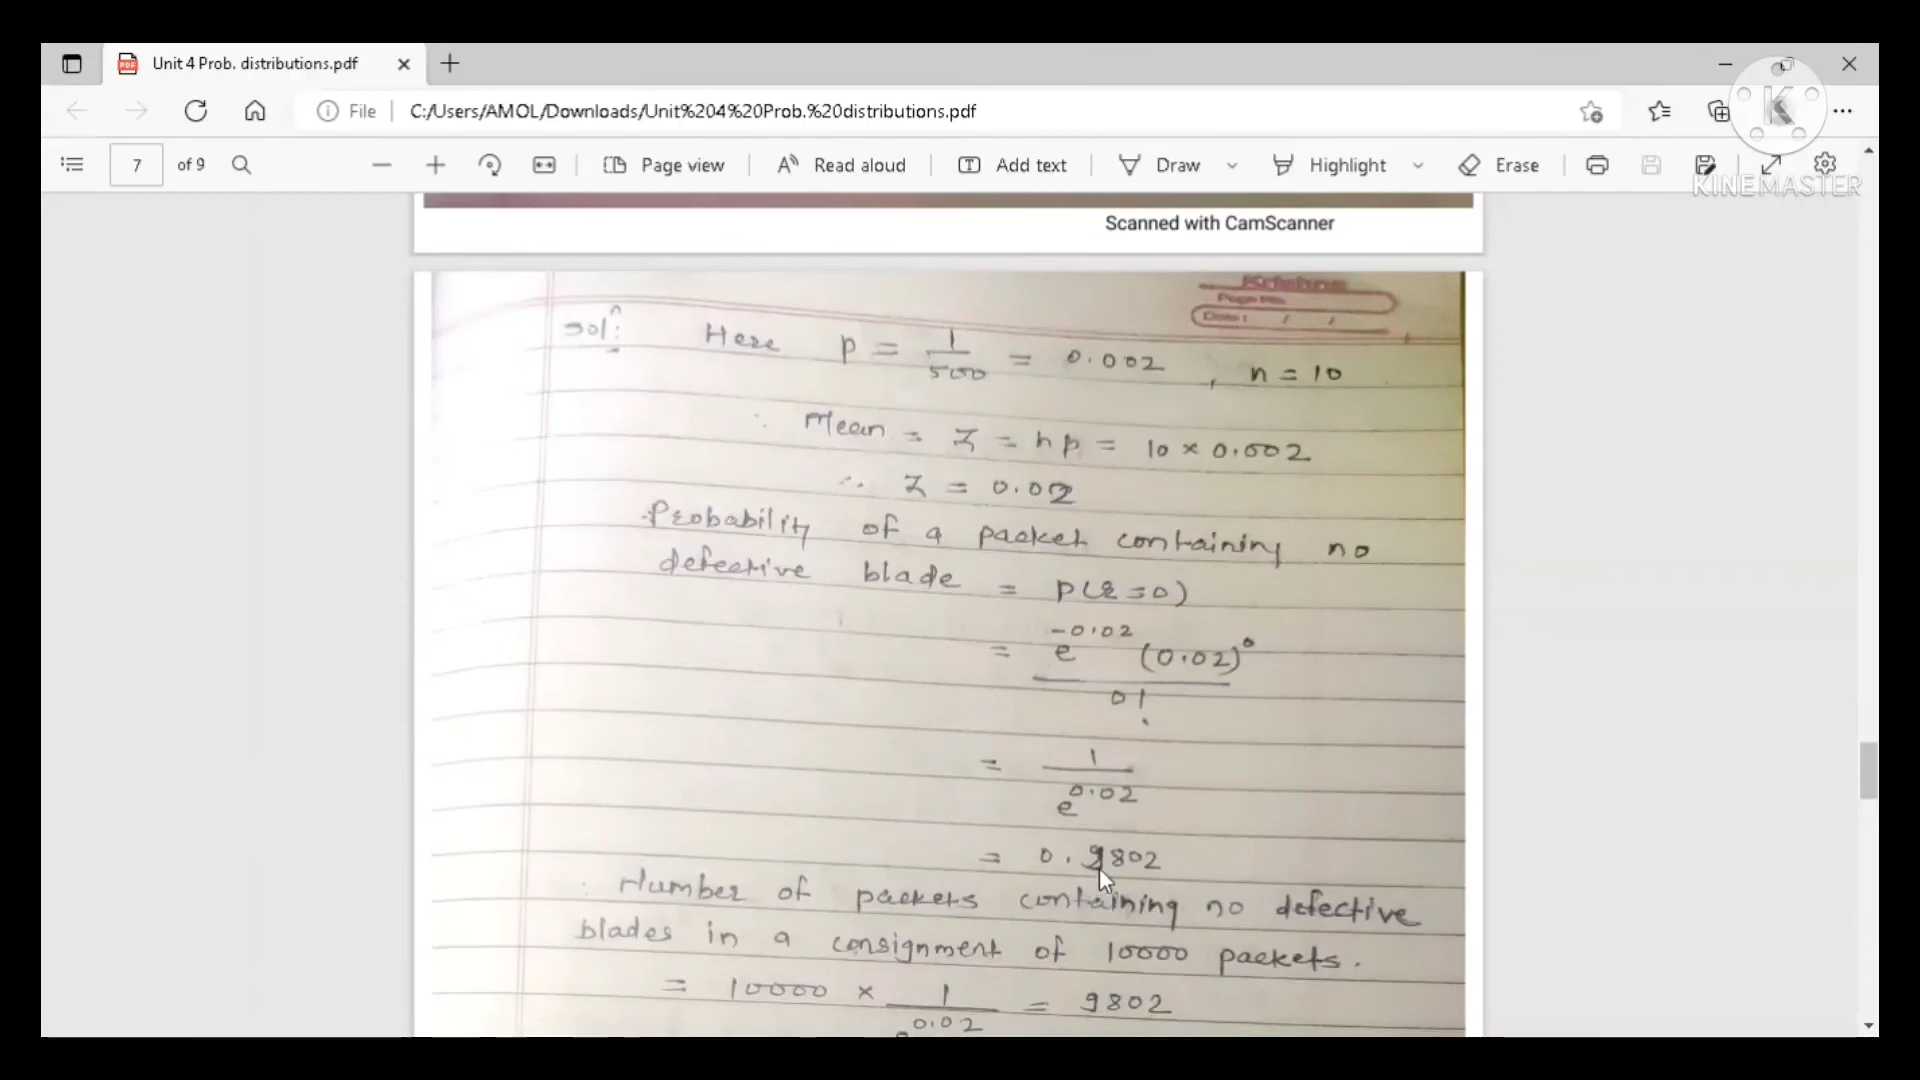 Unit 4 Prob. distributions.pdf
File C:/Users/AMOL/Downloads/Unit%204%20Prob.%20distributions.pdf
7 of 9 Page view Read aloud Add text Draw Highlight Erase
KINEMASTER
Scanned with CamScanner
Solⁿ: Here p = 1/500 = 0.002, n = 10
∴ Mean = z = np = 10 × 0.002
∴ z = 0.02
Probability of a packet containing no
defective blade = P(r=0)
= e^-0.02 (0.02)^0 / 0!
= 1 / e^0.02
= 0.9802
Number of packets containing no defective
blades in a consignment of 10000 packets.
= 10000 × 1 / e^0.02 = 9802